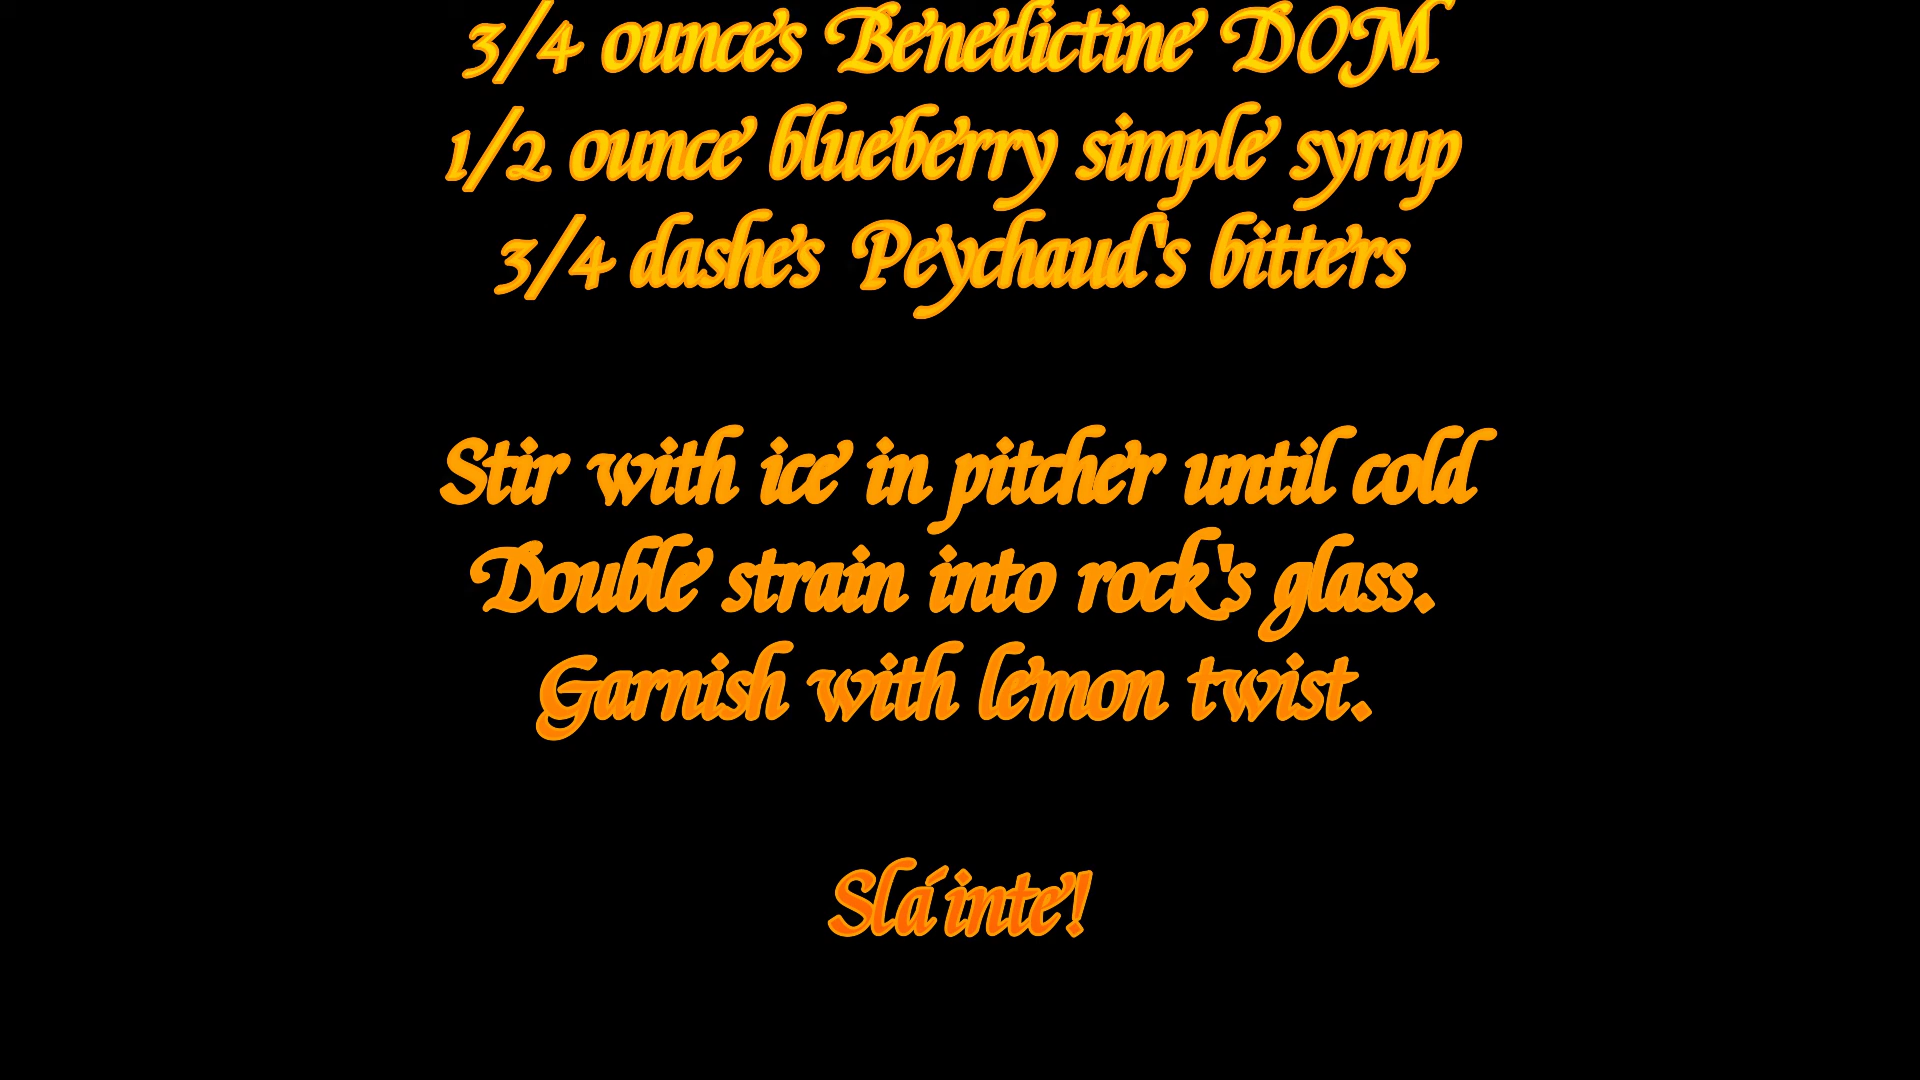 3/4 ounces Benedictine DOM
1/2 ounce blueberry simple syrup
3/4 dashes Peychaud's bitters
Stir with ice in pitcher until cold
Double strain into rock's glass.
Garnish with lemon twist.
Sláinte!